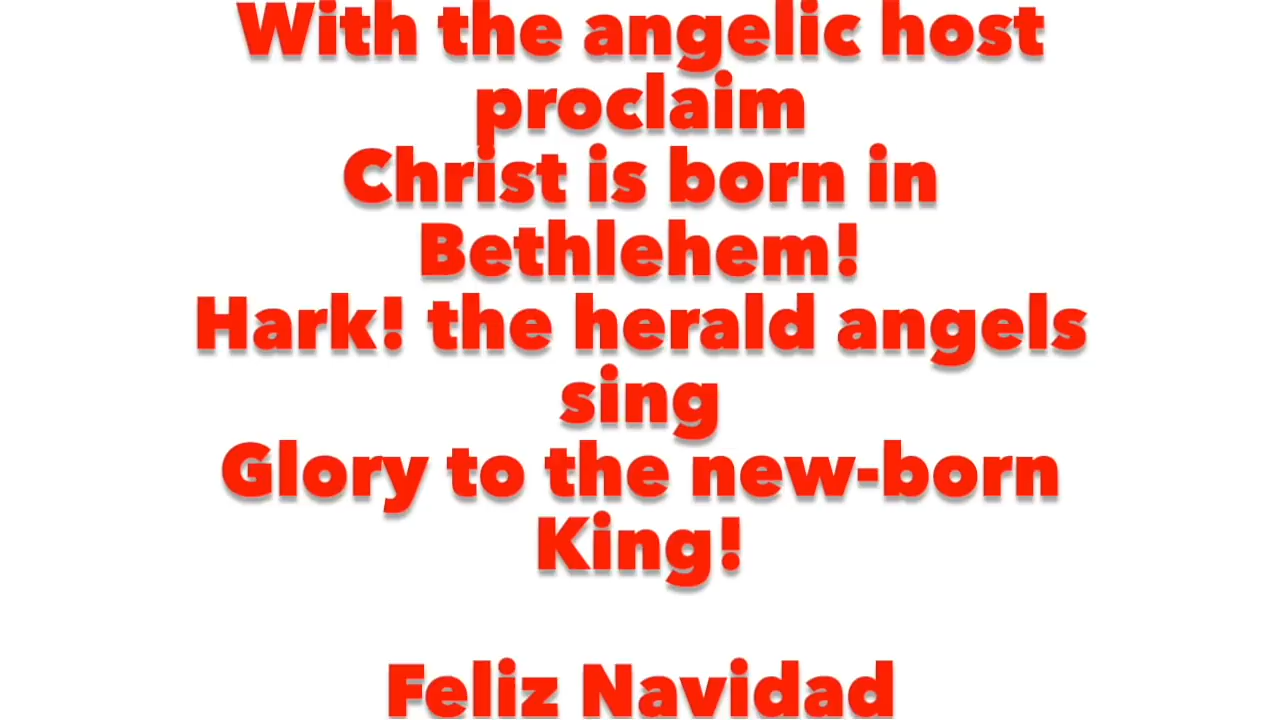 With the angelic host
proclaim
Christ is born in
Bethlehem!
Hark! the herald angels
sing
Glory to the new-born
King!
Feliz Navidad